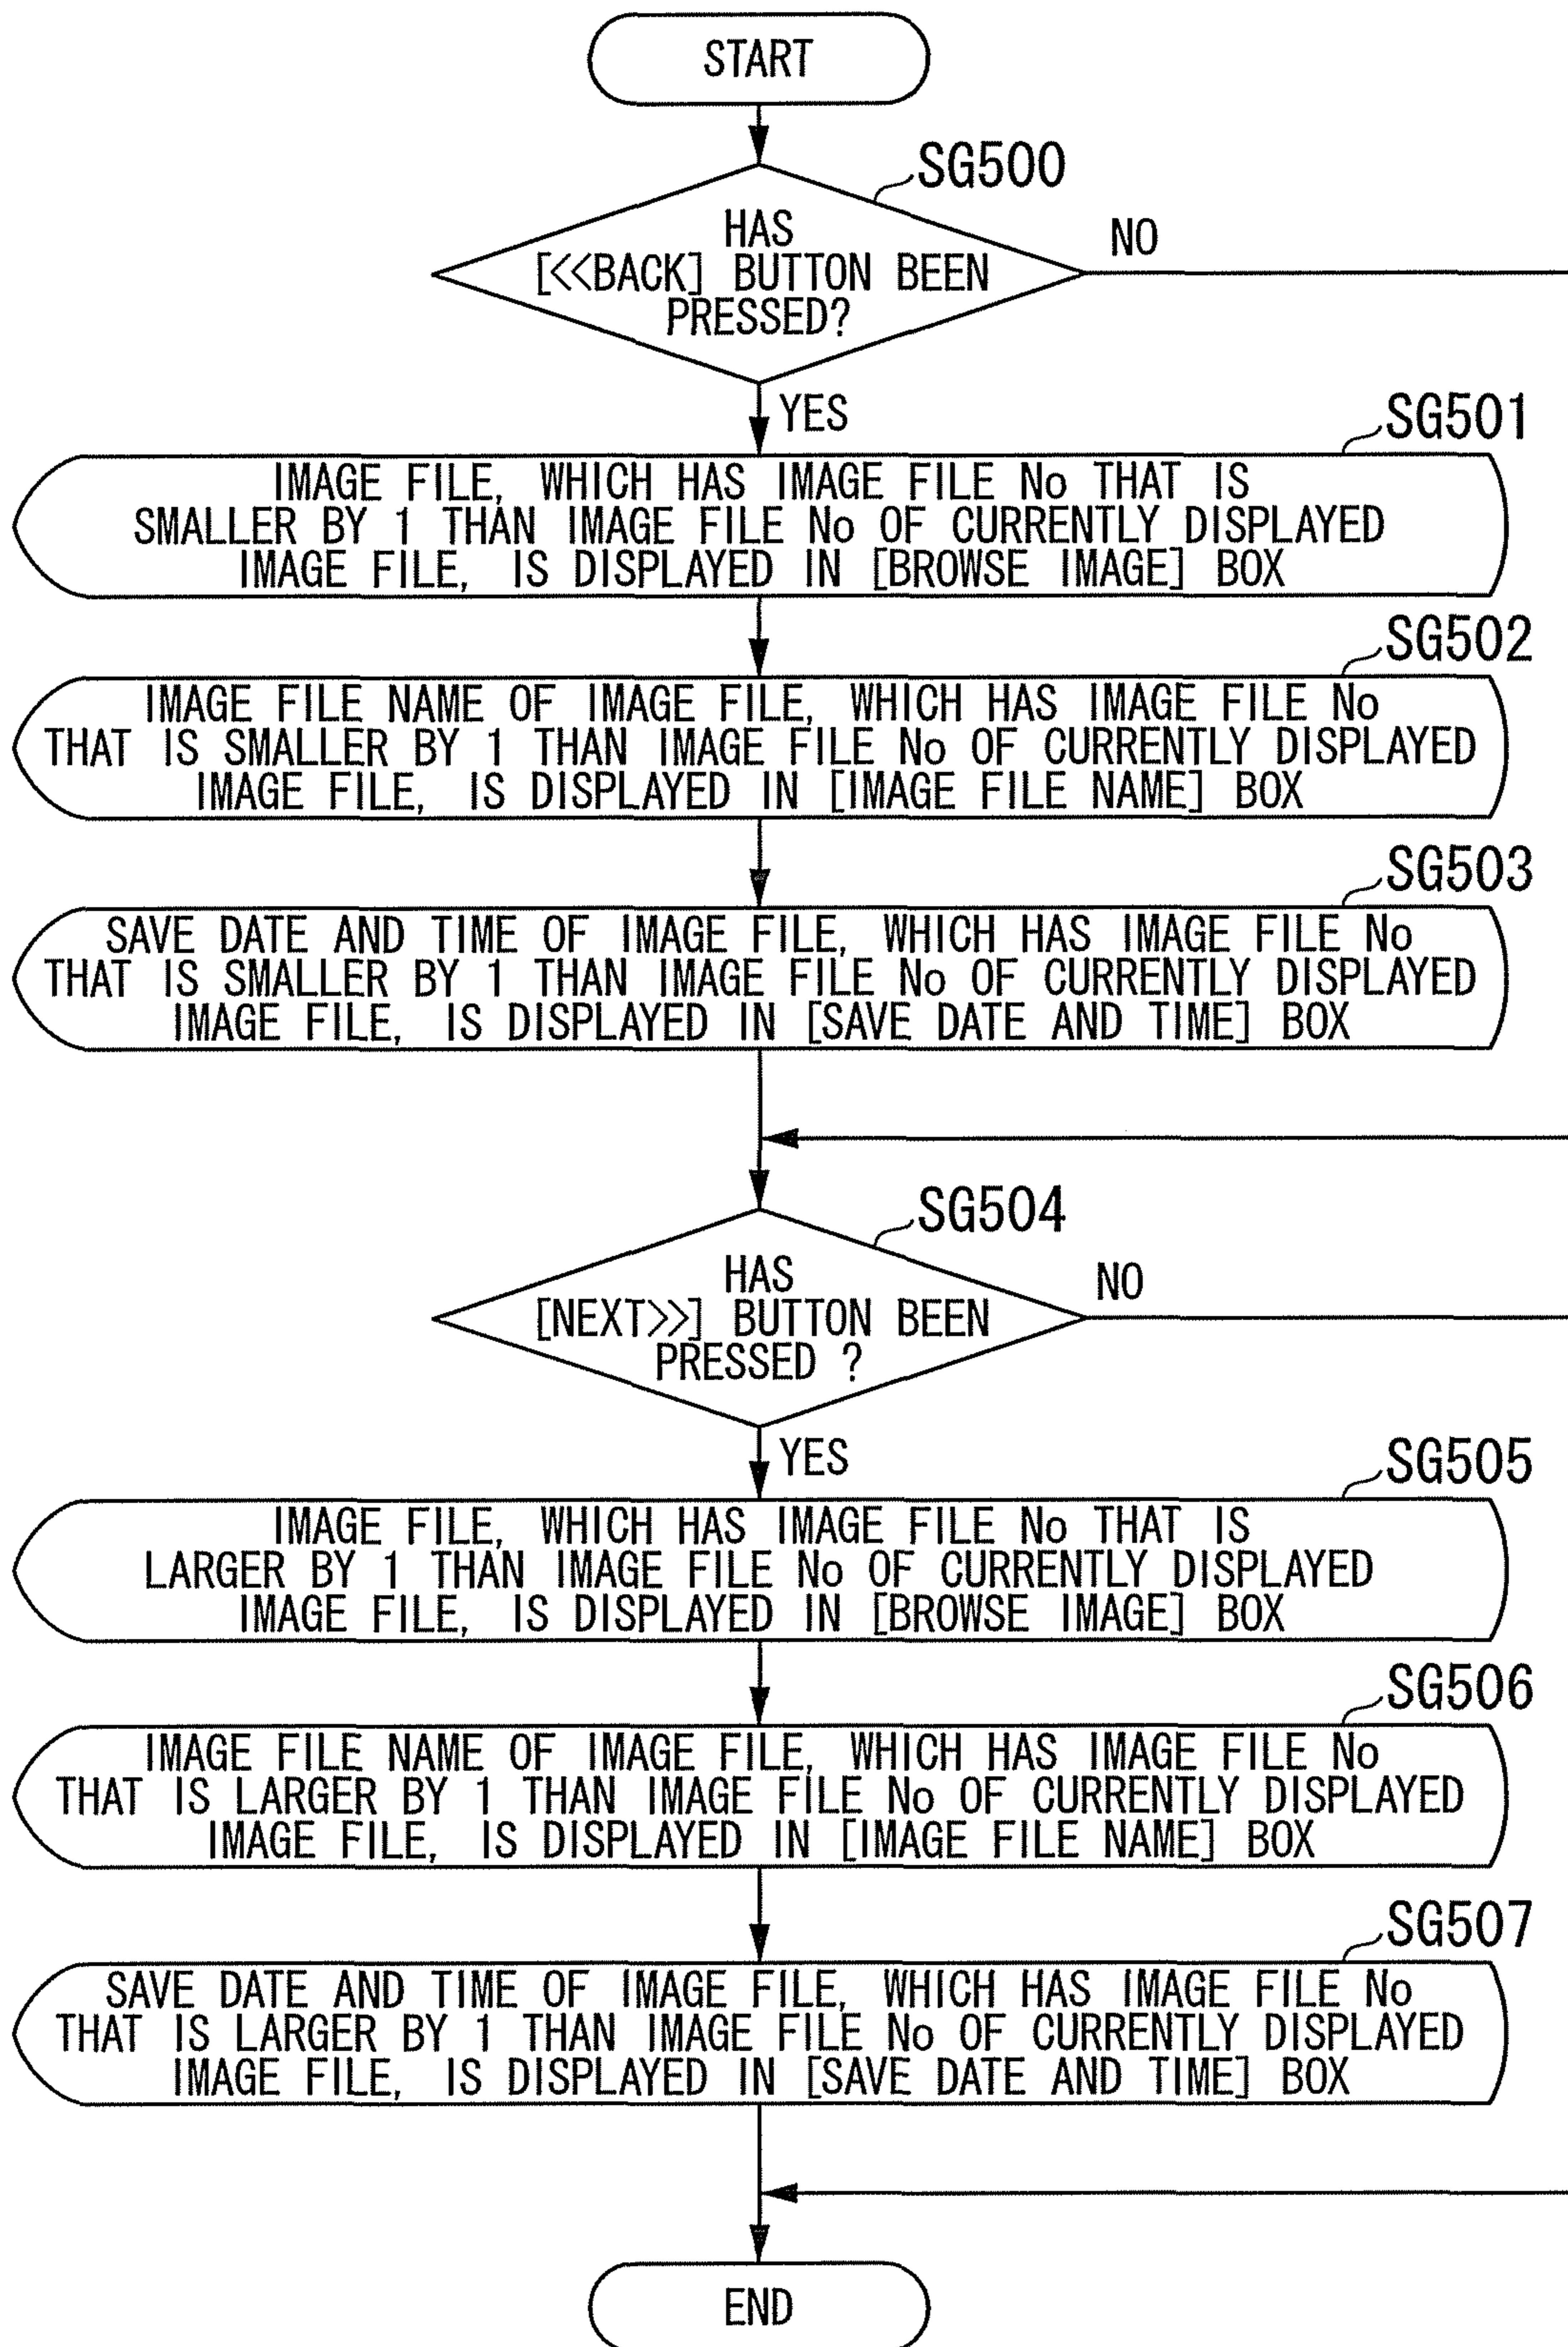 START
SG500
HAS
[<<BACK] BUTTON BEEN
PRESSED?
NO
YES
SG501
IMAGE FILE, WHICH HAS IMAGE FILE No THAT IS
SMALLER BY 1 THAN IMAGE FILE No OF CURRENTLY DISPLAYED
IMAGE FILE, IS DISPLAYED IN [BROWSE IMAGE] BOX
SG502
IMAGE FILE NAME OF IMAGE FILE, WHICH HAS IMAGE FILE No
THAT IS SMALLER BY 1 THAN IMAGE FILE No OF CURRENTLY DISPLAYED
IMAGE FILE, IS DISPLAYED IN [IMAGE FILE NAME] BOX
SG503
SAVE DATE AND TIME OF IMAGE FILE, WHICH HAS IMAGE FILE No
THAT IS SMALLER BY 1 THAN IMAGE FILE No OF CURRENTLY DISPLAYED
IMAGE FILE, IS DISPLAYED IN [SAVE DATE AND TIME] BOX
SG504
HAS
[NEXT>>] BUTTON BEEN
PRESSED ?
NO
YES
SG505
IMAGE FILE, WHICH HAS IMAGE FILE No THAT IS
LARGER BY 1 THAN IMAGE FILE No OF CURRENTLY DISPLAYED
IMAGE FILE, IS DISPLAYED IN [BROWSE IMAGE] BOX
SG506
IMAGE FILE NAME OF IMAGE FILE, WHICH HAS IMAGE FILE No
THAT IS LARGER BY 1 THAN IMAGE FILE No OF CURRENTLY DISPLAYED
IMAGE FILE, IS DISPLAYED IN [IMAGE FILE NAME] BOX
SG507
SAVE DATE AND TIME OF IMAGE FILE, WHICH HAS IMAGE FILE No
THAT IS LARGER BY 1 THAN IMAGE FILE No OF CURRENTLY DISPLAYED
IMAGE FILE, IS DISPLAYED IN [SAVE DATE AND TIME] BOX
END